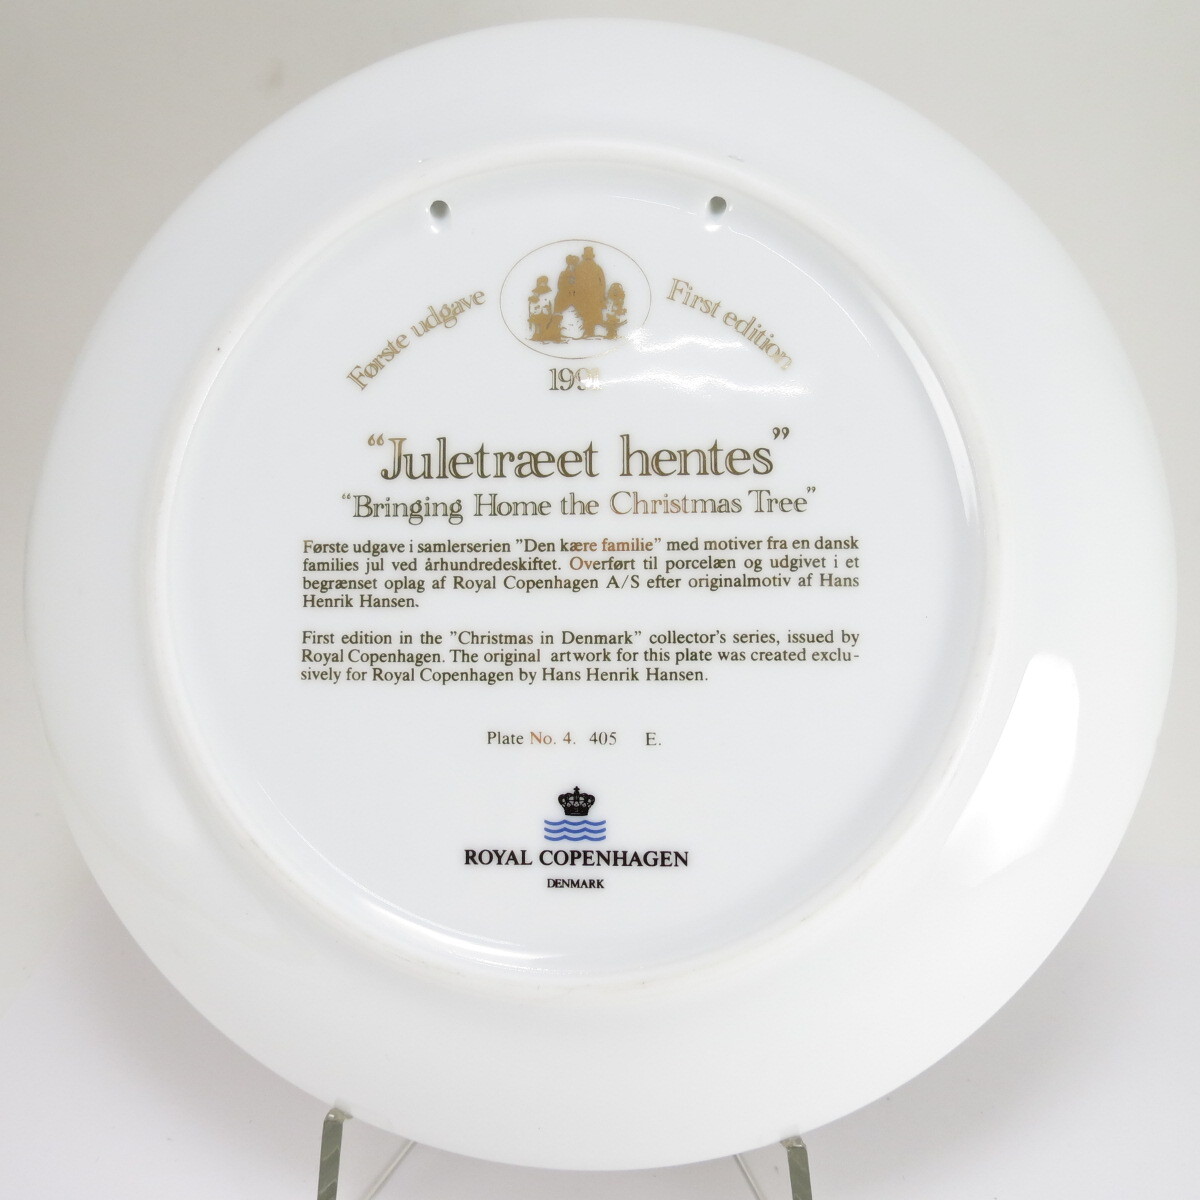 Første udgave
First edition
1991
“Juletræet hentes”
“Bringing Home the Christmas Tree”
Første udgave i samlerserien ”Den kære familie” med motiver fra en dansk
families jul ved århundredeskiftet. Overført til porcelæn og udgivet i et
begrænset oplag af Royal Copenhagen A/S efter originalmotiv af Hans
Henrik Hansen.
First edition in the ”Christmas in Denmark” collector's series, issued by
Royal Copenhagen. The original artwork for this plate was created exclu-
sively for Royal Copenhagen by Hans Henrik Hansen.
Plate No. 4. 405 E.
ROYAL COPENHAGEN
DENMARK